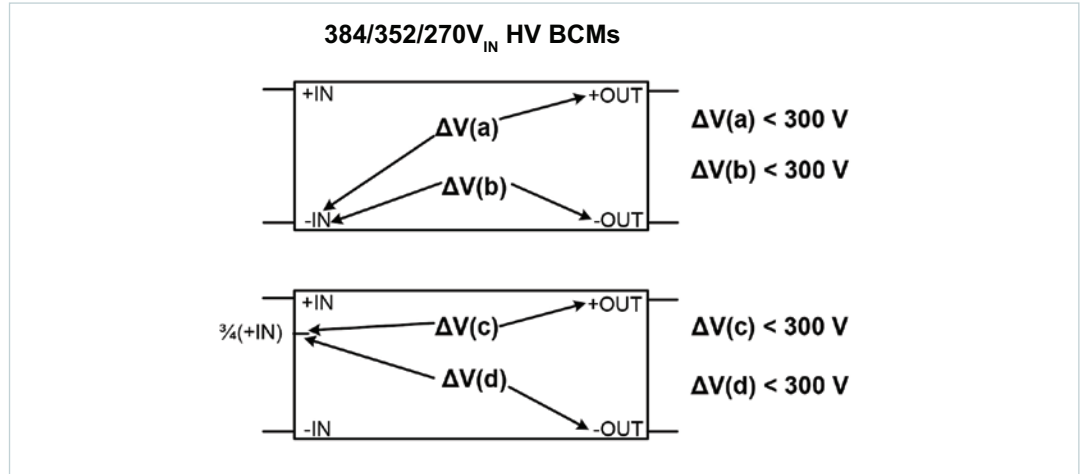 384/352/270V_IN HV BCMs
+IN
+OUT
ΔV(a)
ΔV(a) < 300 V
ΔV(b) < 300 V
ΔV(b)
-IN
-OUT
+IN
+OUT
¾(+IN)
ΔV(c)
ΔV(c) < 300 V
ΔV(d)
ΔV(d) < 300 V
-IN
-OUT